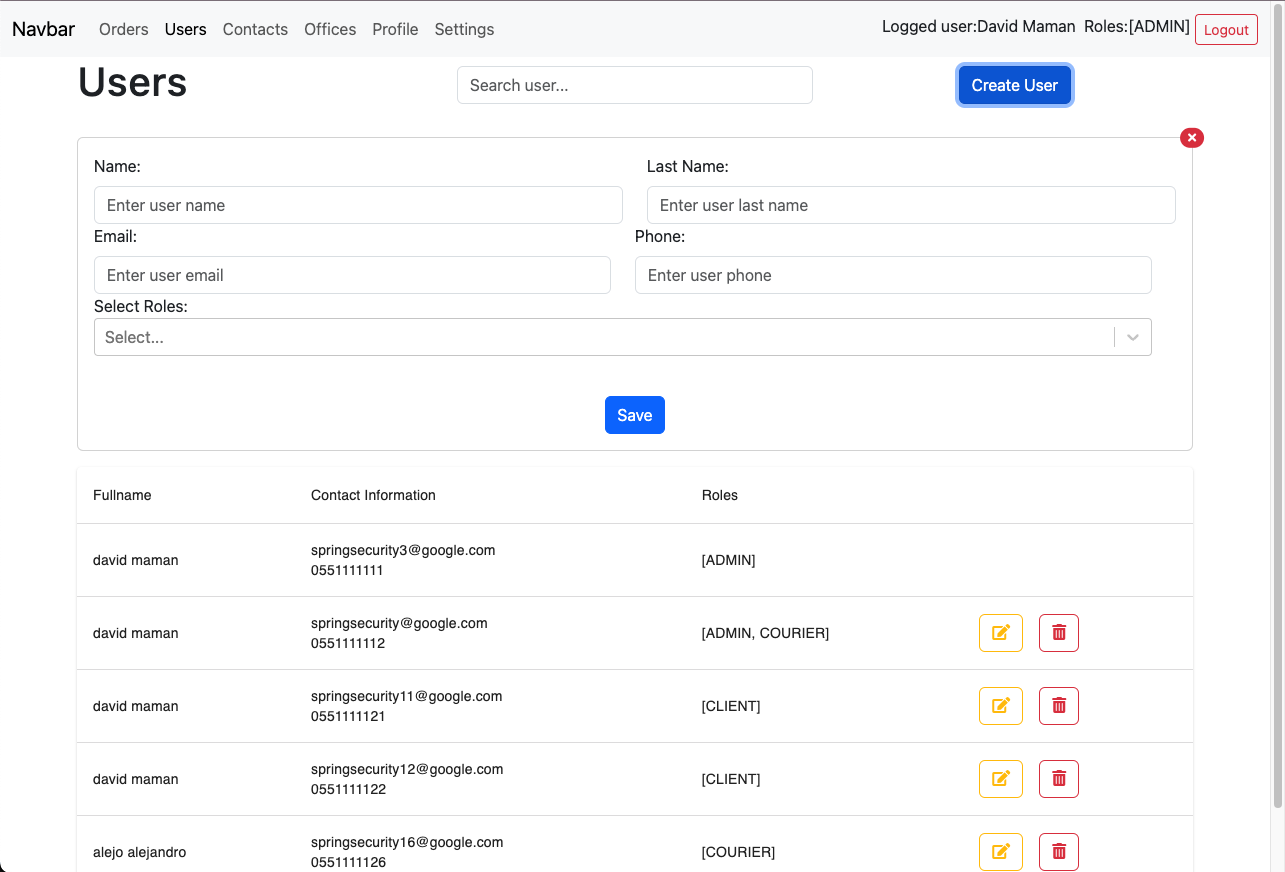 Navbar Orders Users Contacts Offices Profile Settings Logged user:David Maman Roles:[ADMIN] Logout
Users Search user... Create User
Name: Last Name:
Enter user name Enter user last name
Email: Phone:
Enter user email Enter user phone
Select Roles:
Select...
Save
Fullname Contact Information Roles
david maman springsecurity3@google.com [ADMIN]
0551111111
david maman springsecurity@google.com [ADMIN, COURIER]
0551111112
david maman springsecurity11@google.com [CLIENT]
0551111121
david maman springsecurity12@google.com [CLIENT]
0551111122
alejo alejandro springsecurity16@google.com [COURIER]
0551111126